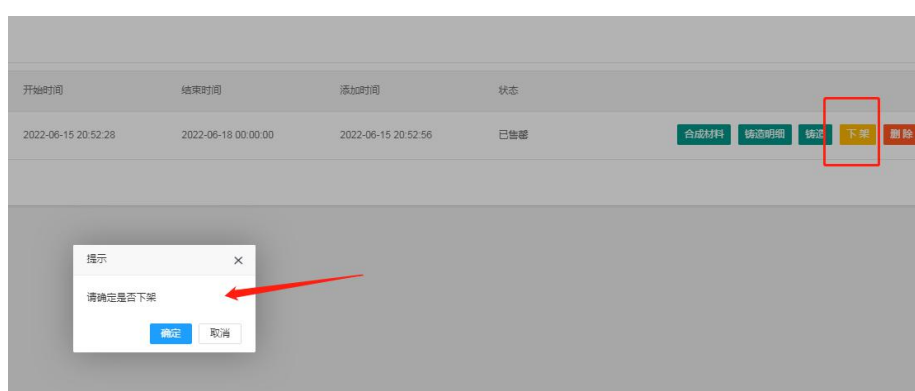 开始时间 结束时间 添加时间 状态
2022-06-15 20:52:28 2022-06-18 00:00:00 2022-06-15 20:52:56 已售罄 合成材料 铸造明细 铸造 下架 删除
提示 ×
请确定是否下架
确定 取消